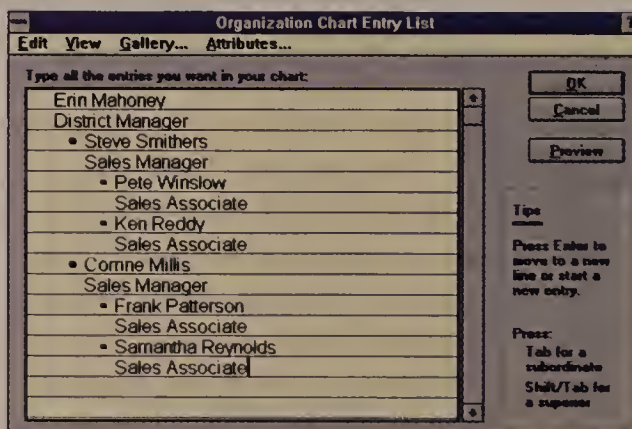 Organization Chart Entry List
?
Edit View Gallery... Attributes...
Type all the entries you want in your chart:
Erin Mahoney
District Manager
• Steve Smithers
Sales Manager
• Pete Winslow
Sales Associate
• Ken Reddy
Sales Associate
• Corrine Millis
Sales Manager
• Frank Patterson
Sales Associate
• Samantha Reynolds
Sales Associate
OK
Cancel
Preview
Tips
Press Enter to
move to a new
line or start a
new entry.
Press:
Tab for a
subordinate
Shift/Tab for
a superior